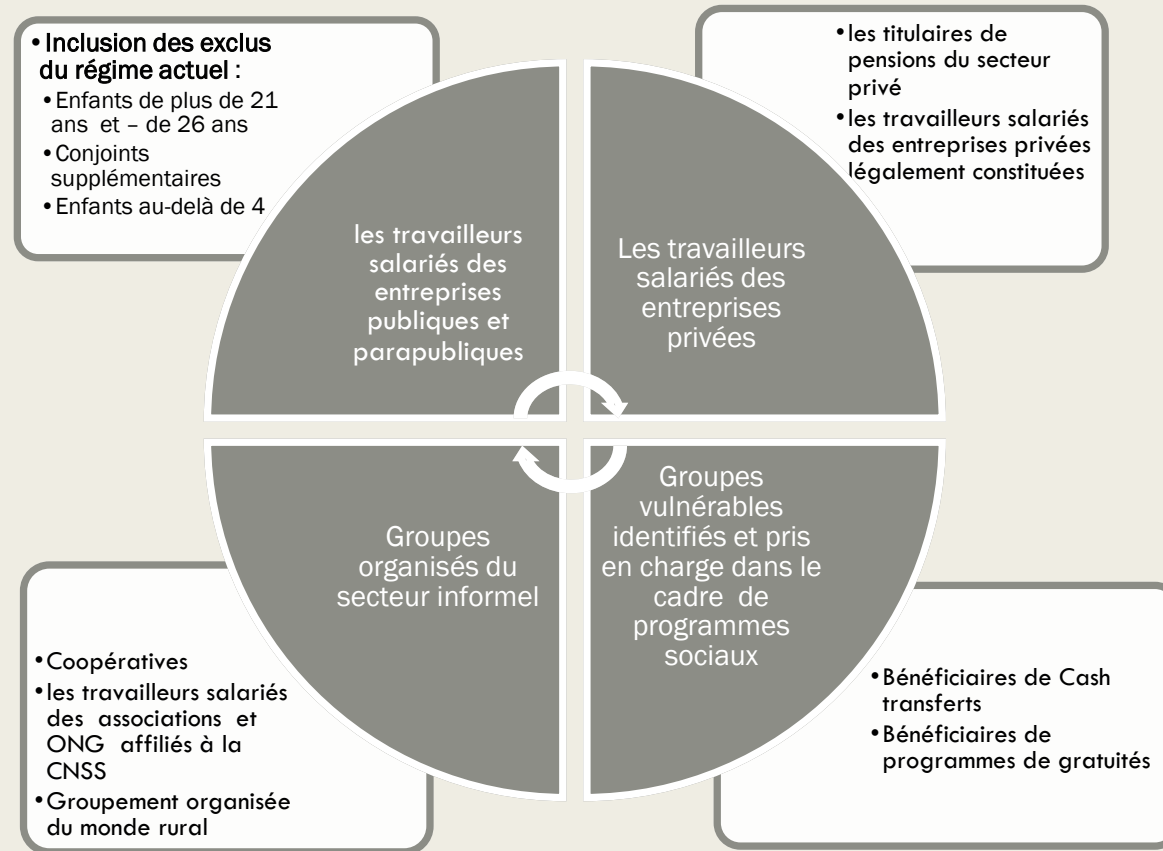 •Inclusion des exclus
du régime actuel :
•Enfants de plus de 21
ans et – de 26 ans
•Conjoints
supplémentaires
•Enfants au-delà de 4
les travailleurs
salariés des
entreprises
publiques et
parapubliques
•les titulaires de
pensions du secteur
privé
•les travailleurs salariés
des entreprises privées
légalement constituées
Les travailleurs
salariés des
entreprises
privées
Groupes
organisés du
secteur informel
•Coopératives
•les travailleurs salariés
des associations et
ONG affiliés à la
CNSS
•Groupement organisée
du monde rural
Groupes
vulnérables
identifiés et pris
en charge dans le
cadre de
programmes
sociaux
•Bénéficiaires de Cash
transferts
•Bénéficiaires de
programmes de gratuités